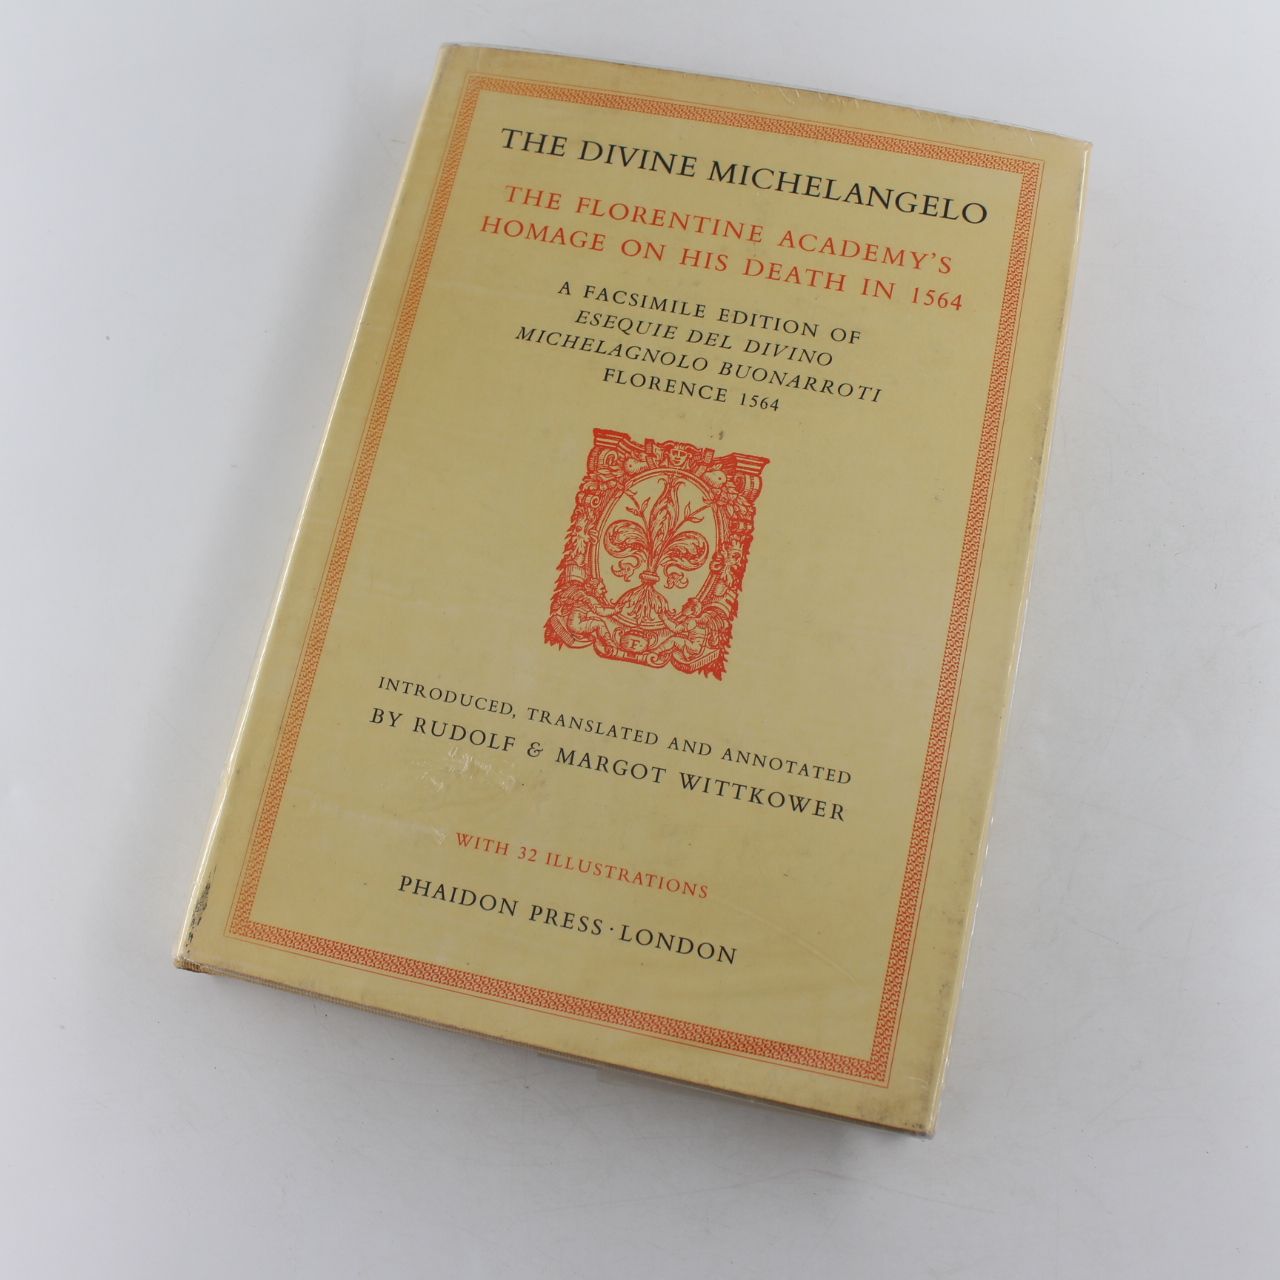 THE DIVINE MICHELANGELO
THE FLORENTINE ACADEMY'S
HOMAGE ON HIS DEATH IN 1564
A FACSIMILE EDITION OF
ESEQUIE DEL DIVINO
MICHELAGNOLO BUONARROTI
FLORENCE 1564
F
INTRODUCED, TRANSLATED AND ANNOTATED
BY RUDOLF & MARGOT WITTKOWER
WITH 32 ILLUSTRATIONS
PHAIDON PRESS · LONDON